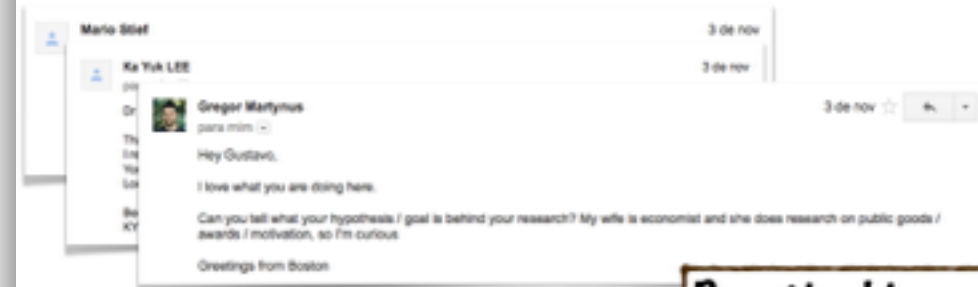 Mario Stief 3 de nov
Ka Yuk LEE 3 de nov
Gregor Martynus 3 de nov
para mim
Hey Gustavo,
I love what you are doing here.
Can you tell what your hypothesis / goal is behind your research? My wife is economist and she does research on public goods /
awards / motivation, so I'm curious
Greetings from Boston